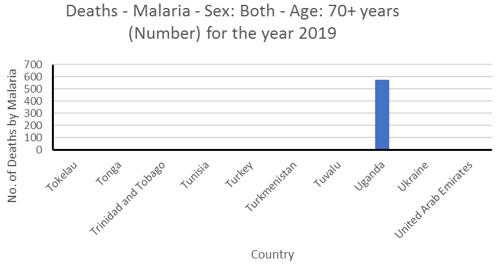 Deaths - Malaria - Sex: Both - Age: 70+ years
(Number) for the year 2019
No. of Deaths by Malaria
700
600
500
400
300
200
100
0
Tokelau
Tonga
Trinidad and Tobago
Tunisia
Turkey
Turkmenistan
Tuvalu
Uganda
Ukraine
United Arab Emirates
Country